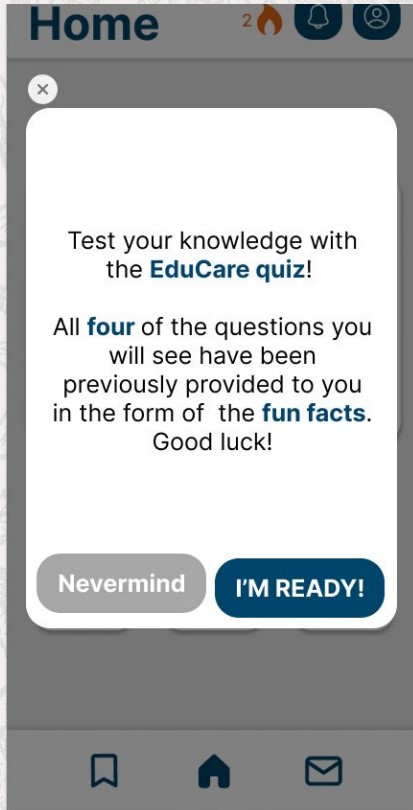 Home
2
Test your knowledge with
the EduCare quiz!
All four of the questions you
will see have been
previously provided to you
in the form of the fun facts.
Good luck!
Nevermind
I'M READY!